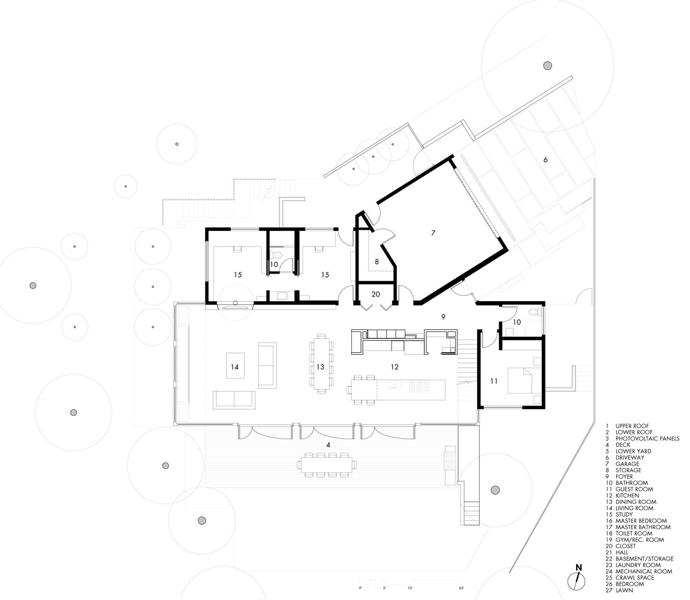 6
7
15
10
15
8
20
9
10
14
13
12
11
4
1 UPPER ROOF
2 LOWER ROOF
3 PHOTOVOLTAIC PANELS
4 DECK
5 LOWER YARD
6 DRIVEWAY
7 GARAGE
8 STORAGE
9 FOYER
10 BATHROOM
11 GUEST ROOM
12 KITCHEN
13 DINING ROOM
14 LIVING ROOM
15 STUDY
16 MASTER BEDROOM
17 MASTER BATHROOM
18 TOILET ROOM
19 GYM/REC. ROOM
20 CLOSET
21 HALL
22 BASEMENT/STORAGE
23 LAUNDRY ROOM
24 MECHANICAL ROOM
25 CRAWL SPACE
26 BEDROOM
27 LAWN
N